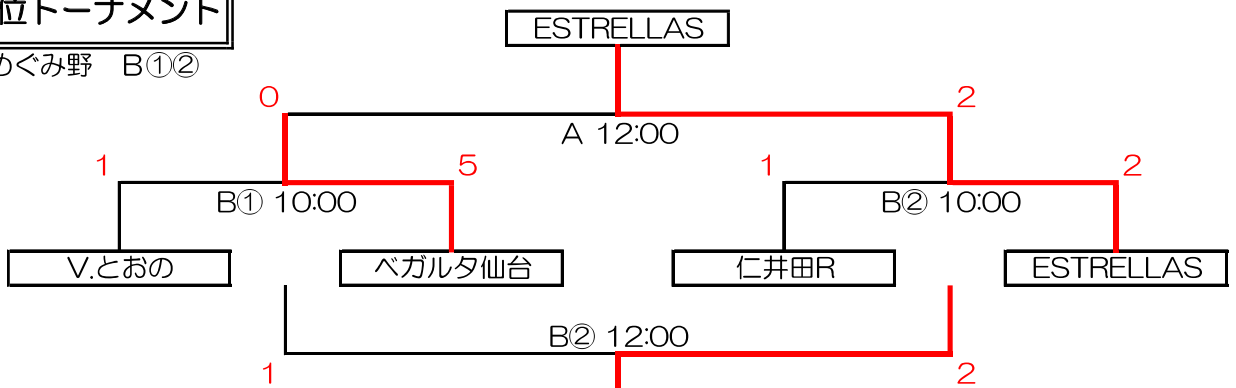 位トーナメント
めぐみ野 B①②
ESTRELLAS
0
2
A 12:00
1
5
1
2
B① 10:00
B② 10:00
V.とおの
ベガルタ仙台
仁井田R
ESTRELLAS
B② 12:00
1
2